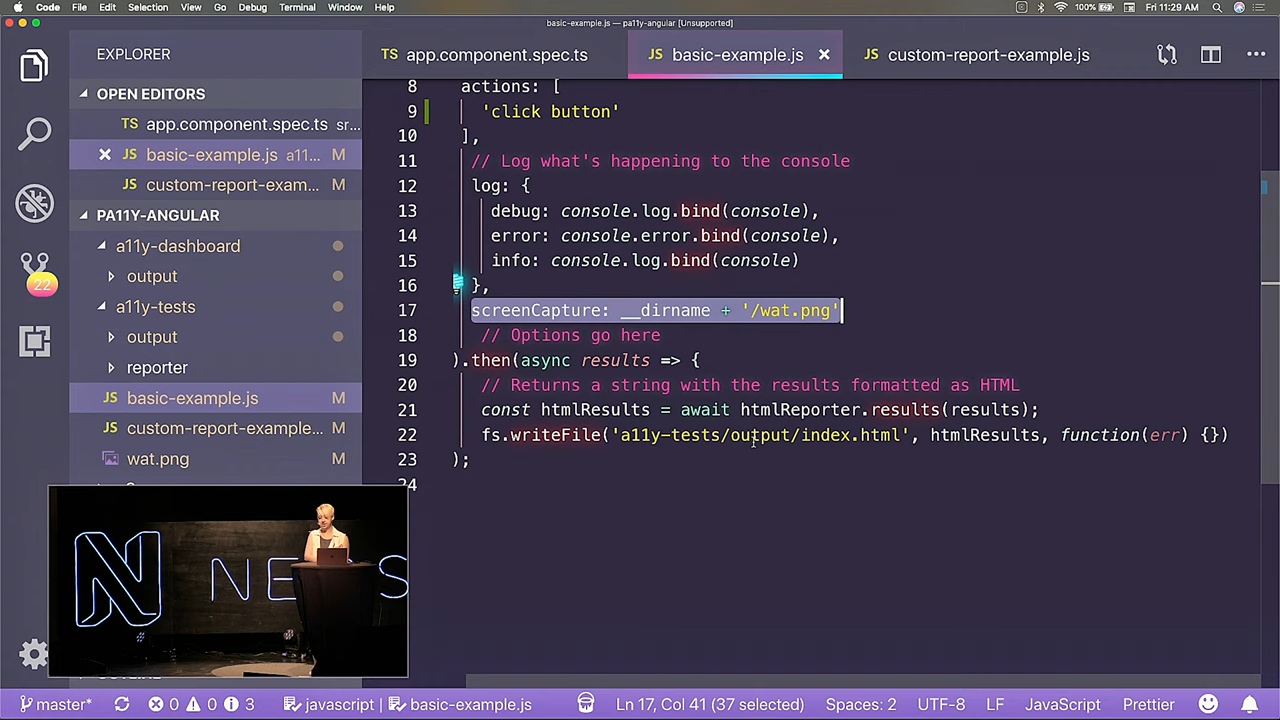 Code File Edit Selection View Go Debug Terminal Window Help 100% Fri 11:29 AM
basic-example.js — pa11y-angular [Unsupported]
EXPLORER
TS app.component.spec.ts
JS basic-example.js ×
JS custom-report-example.js
OPEN EDITORS
TS app.component.spec.ts sr...
× JS basic-example.js a11... M
JS custom-report-exam... M
PA11Y-ANGULAR
a11y-dashboard
output
a11y-tests
output
reporter
JS basic-example.js M
JS custom-report-example... M
wat.png M
22
8 actions: [
9 'click button'
10 ],
11 // Log what's happening to the console
12 log: {
13 debug: console.log.bind(console),
14 error: console.error.bind(console),
15 info: console.log.bind(console)
16 },
17 screenCapture: __dirname + '/wat.png'
18 // Options go here
19 ).then(async results => {
20 // Returns a string with the results formatted as HTML
21 const htmlResults = await htmlReporter.results(results);
22 fs.writeFile('a11y-tests/output/index.html', htmlResults, function(err) {})
23 );
24
N NE S
master* 0 0 3 javascript | basic-example.js Ln 17, Col 41 (37 selected) Spaces: 2 UTF-8 LF JavaScript Prettier